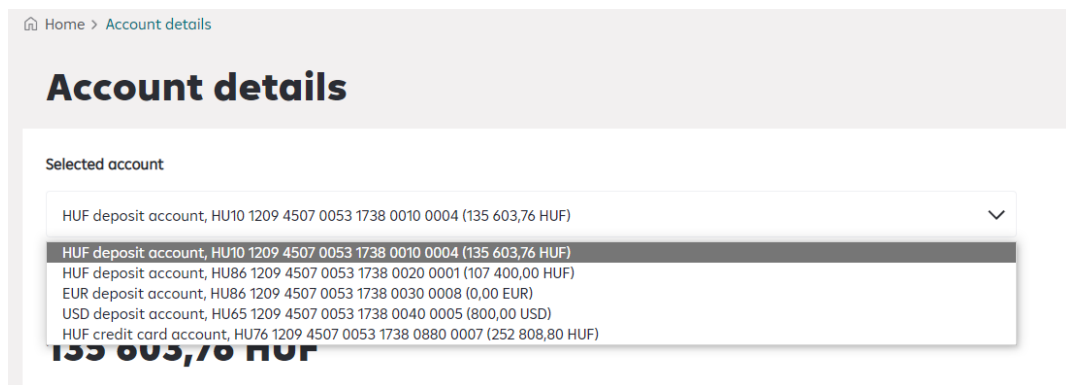 Home > Account details
Account details
Selected account
HUF deposit account, HU10 1209 4507 0053 1738 0010 0004 (135 603,76 HUF)
HUF deposit account, HU10 1209 4507 0053 1738 0010 0004 (135 603,76 HUF)
HUF deposit account, HU86 1209 4507 0053 1738 0020 0001 (107 400,00 HUF)
EUR deposit account, HU86 1209 4507 0053 1738 0030 0008 (0,00 EUR)
USD deposit account, HU65 1209 4507 0053 1738 0040 0005 (800,00 USD)
HUF credit card account, HU76 1209 4507 0053 1738 0880 0007 (252 808,80 HUF)
135 603,76 HUF